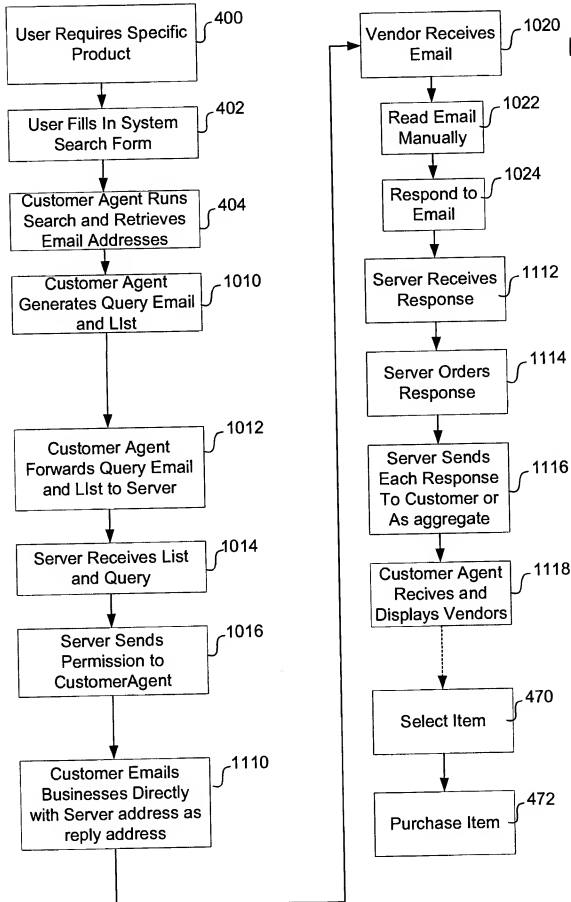 User Requires Specific
Product
400
User Fills In System
Search Form
402
Customer Agent Runs
Search and Retrieves
Email Addresses
404
Customer Agent
Generates Query Email
and LIst
1010
Customer Agent
Forwards Query Email
and LIst to Server
1012
Server Receives List
and Query
1014
Server Sends
Permission to
CustomerAgent
1016
Customer Emails
Businesses Directly
with Server address as
reply address
1110
Vendor Receives
Email
1020
Read Email
Manually
1022
Respond to
Email
1024
Server Receives
Response
1112
Server Orders
Response
1114
Server Sends
Each Response
To Customer or
As aggregate
1116
Customer Agent
Recives and
Displays Vendors
1118
Select Item
470
Purchase Item
472